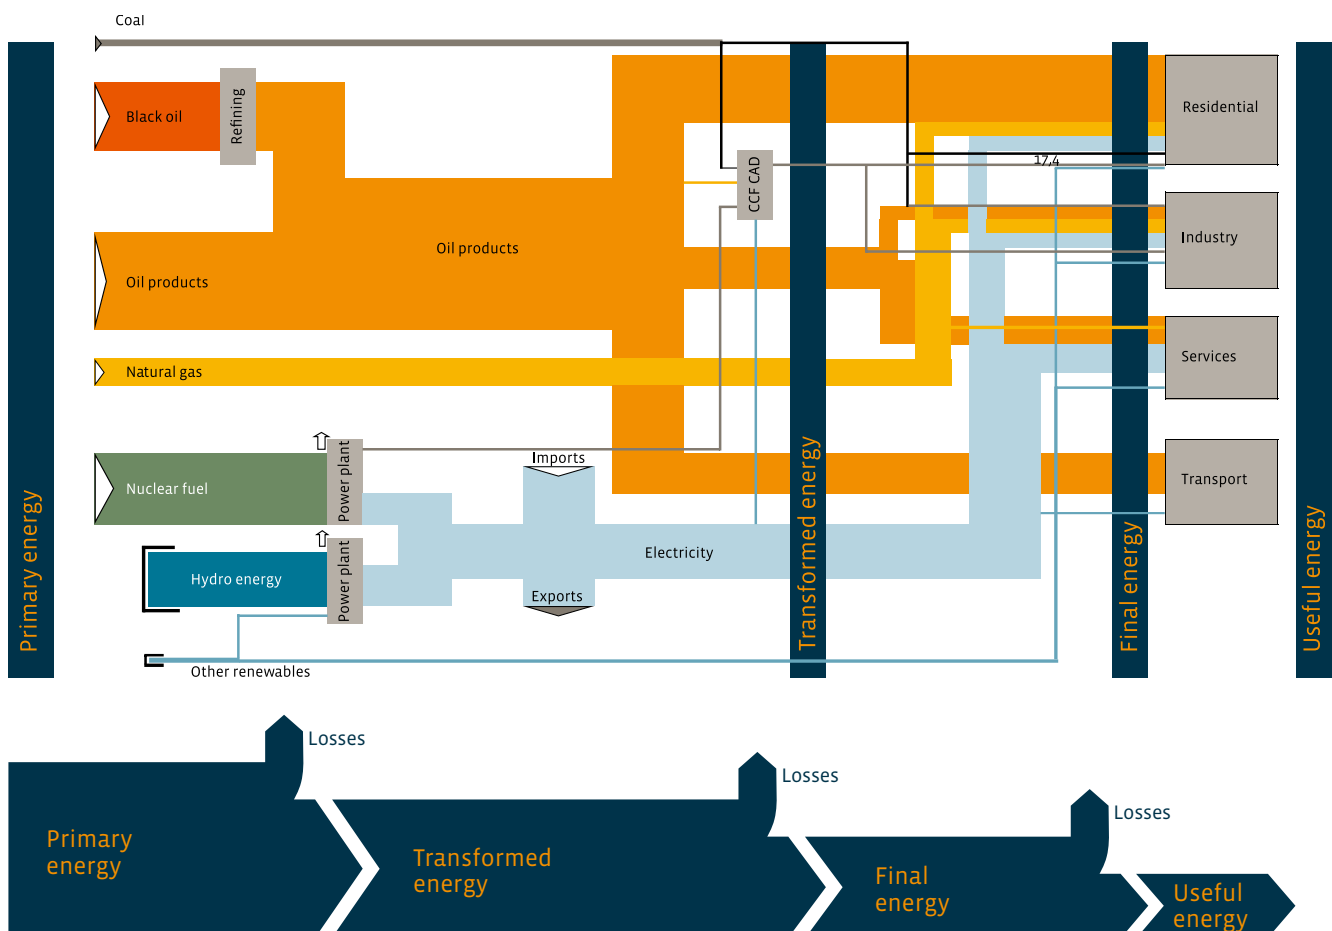 Coal
Black oil
Refining
Oil products
Oil products
Natural gas
CCF CAD
17,4
Residential
Industry
Services
Transport
Nuclear fuel
Power plant
Imports
Electricity
Exports
Hydro energy
Power plant
Other renewables
Primary energy
Transformed energy
Final energy
Useful energy
Losses
Losses
Losses
Primary
energy
Transformed
energy
Final
energy
Useful
energy